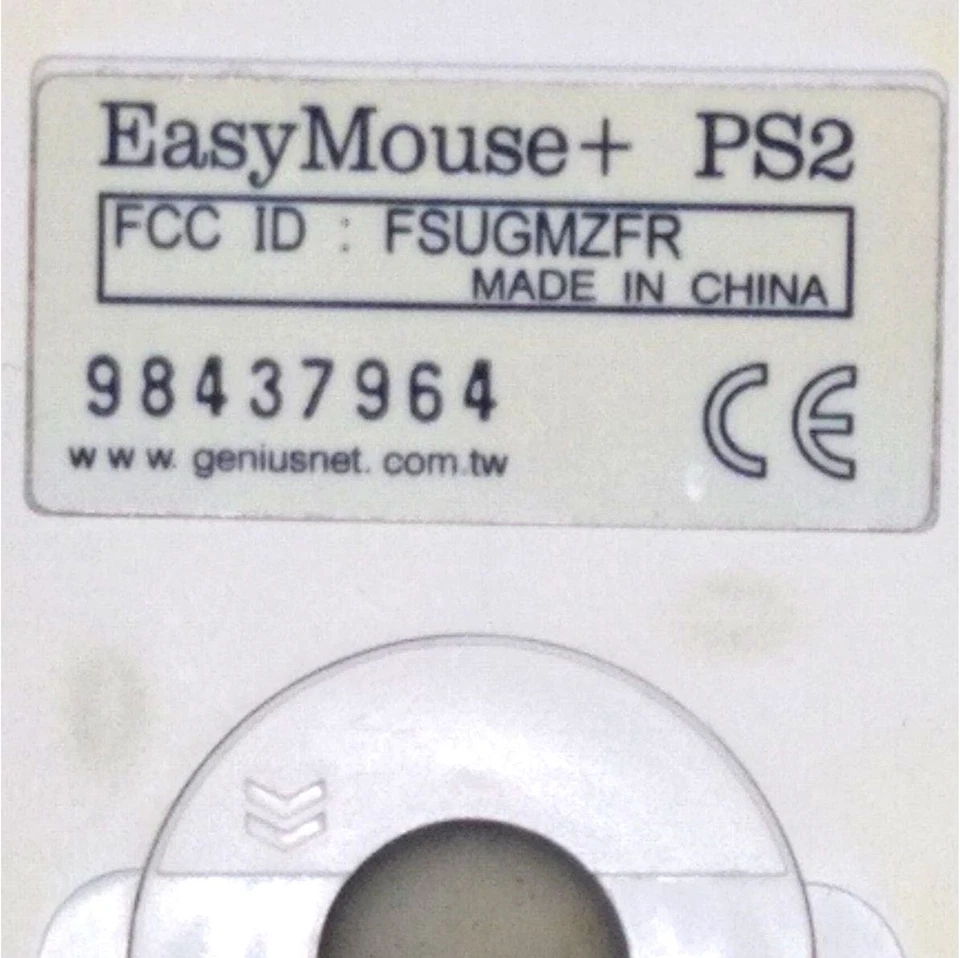 EasyMouse+ PS2
FCC ID : FSUGMZFR
MADE IN CHINA
98437964
www.geniusnet.com.tw
CE